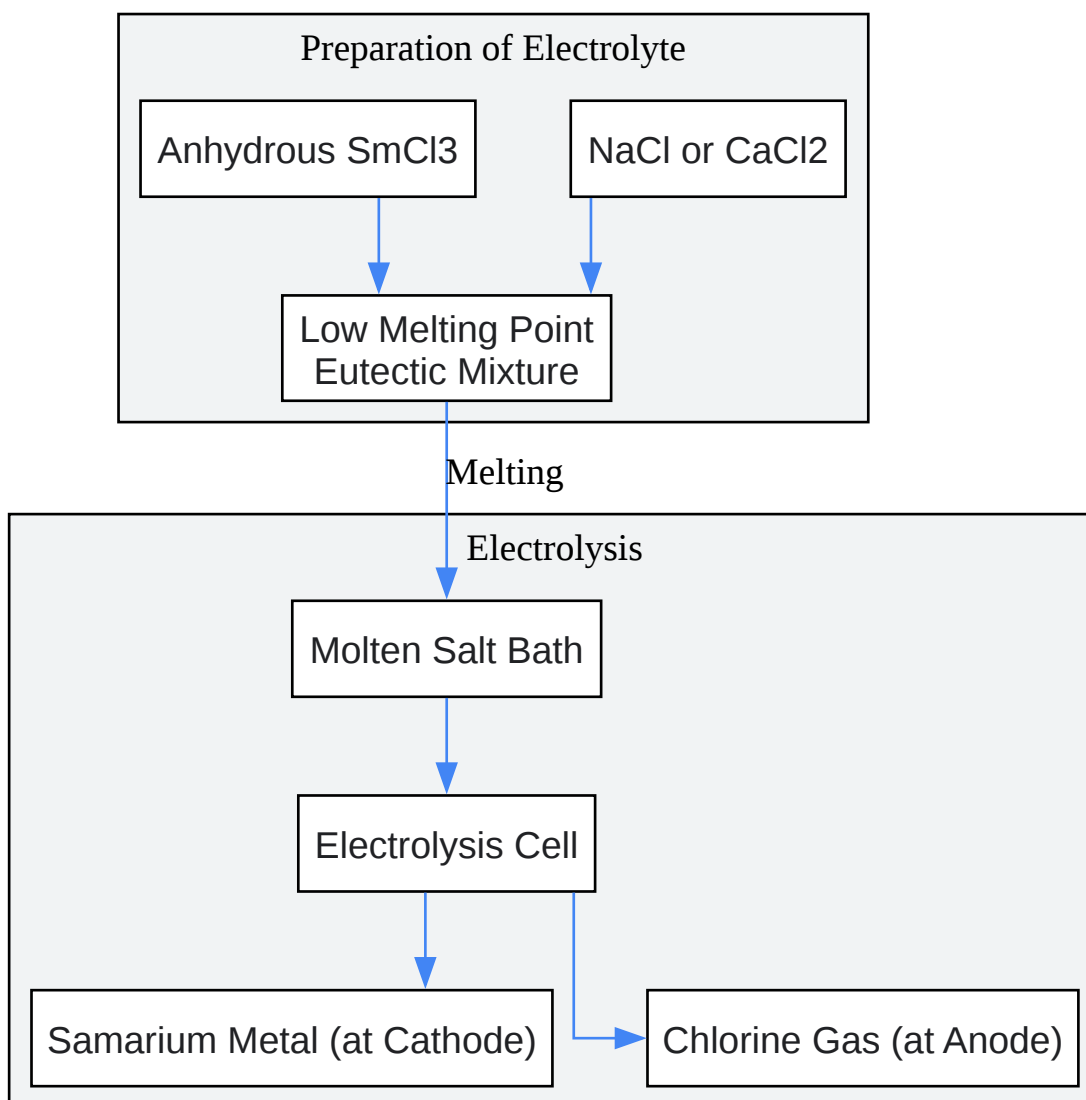 Preparation of Electrolyte
Anhydrous SmCl3
NaCl or CaCl2
Low Melting Point
Eutectic Mixture
Melting
Electrolysis
Molten Salt Bath
Electrolysis Cell
Samarium Metal (at Cathode)
Chlorine Gas (at Anode)